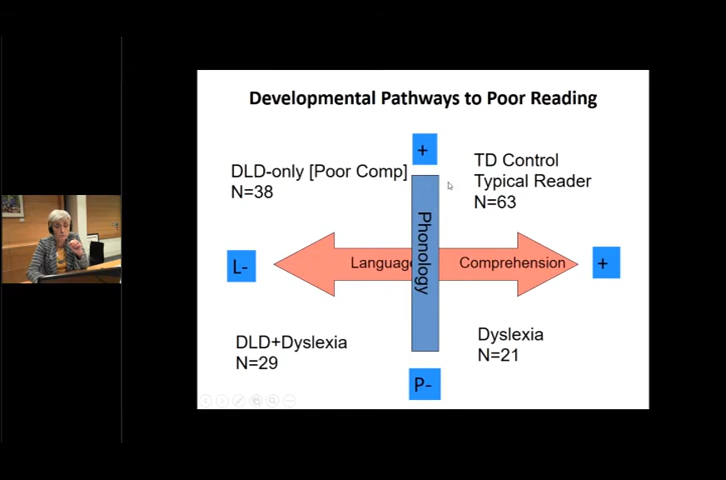 Developmental Pathways to Poor Reading
+
DLD-only [Poor Comp]
N=38
TD Control
Typical Reader
N=63
Phonology
L-
Language
Comprehension
+
DLD+Dyslexia
N=29
Dyslexia
N=21
P-